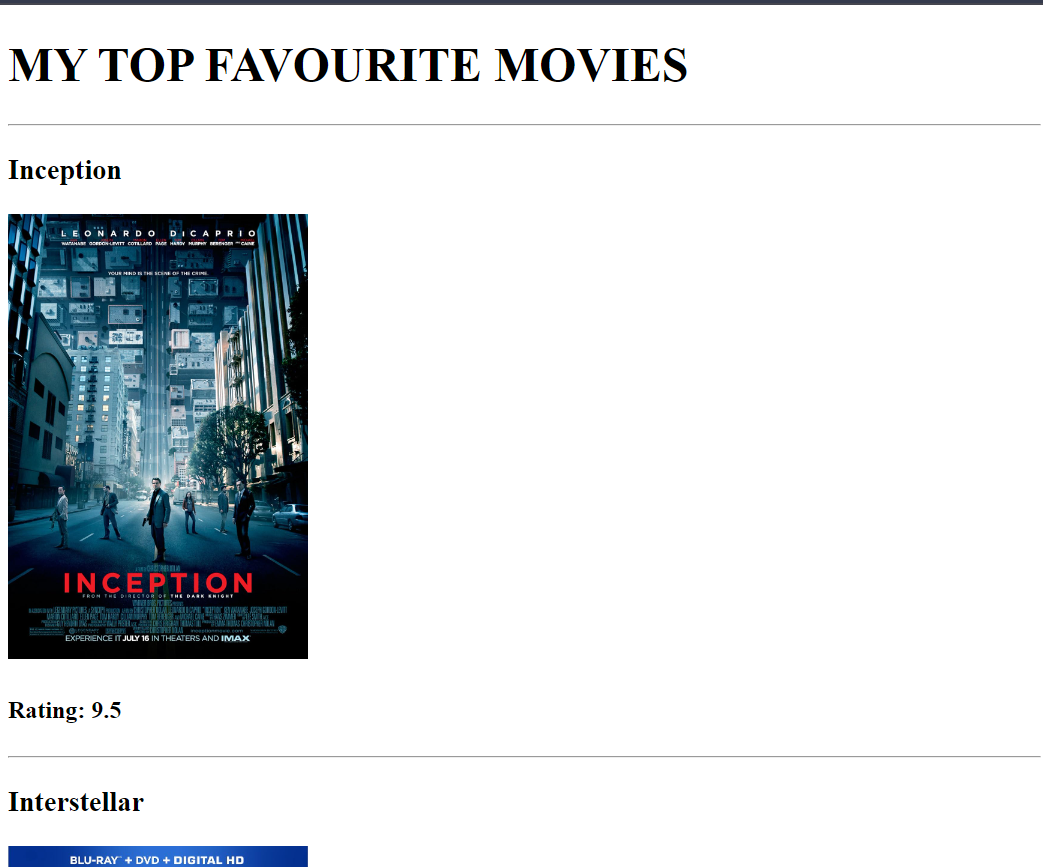 MY TOP FAVOURITE MOVIES
Inception
LEONARDO DICAPRIO
WATANABE GORDON-LEVITT COTILLARD PAGE HARDY MURPHY BERENGER AND CAINE
YOUR MIND IS THE SCENE OF THE CRIME.
INCEPTION
FROM THE DIRECTOR OF THE DARK KNIGHT
EXPERIENCE IT JULY 16 IN THEATERS AND IMAX
Rating: 9.5
Interstellar
BLU-RAY™ + DVD + DIGITAL HD